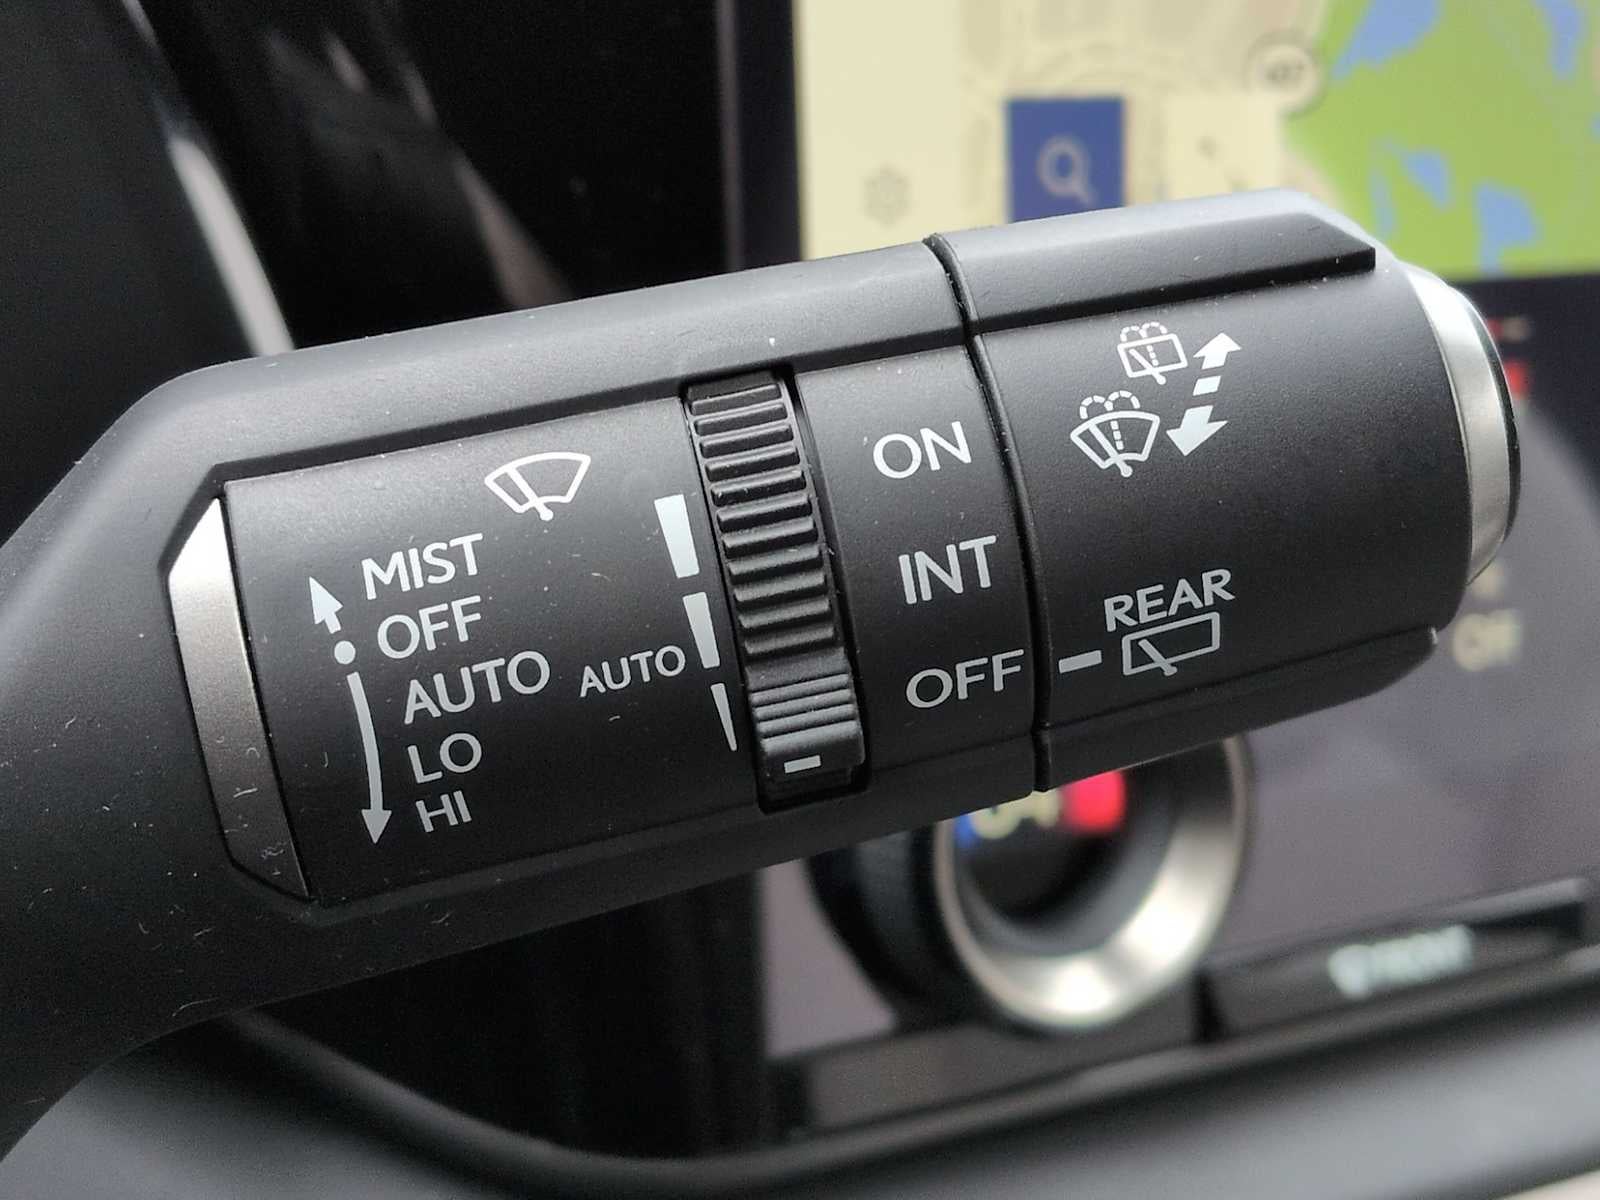 MIST
OFF
AUTO
LO
HI
AUTO
ON
INT
OFF
REAR